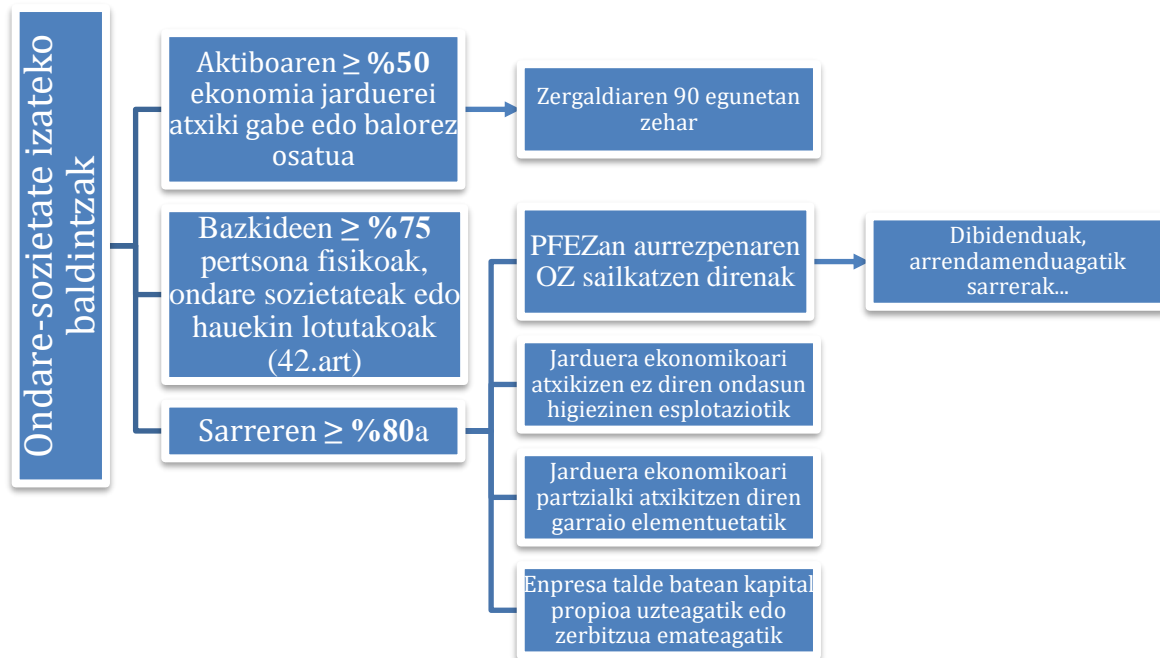 Ondare-sozietate izateko
baldintzak
Aktiboaren ≥ %50
ekonomia jarduerei
atxiki gabe edo balorez
osatua
Zergaldiaren 90 egunetan
zehar
Bazkideen ≥ %75
pertsona fisikoak,
ondare sozietateak edo
hauekin lotutakoak
(42.art)
Sarreren ≥ %80a
PFEZan aurrezpenaren
OZ sailkatzen direnak
Dibidenduak,
arrendamenduagatik
sarrerak...
Jarduera ekonomikoari
atxikizen ez diren ondasun
higiezinen esplotaziotik
Jarduera ekonomikoari
partzialki atxikitzen diren
garraio elementuetatik
Enpresa talde batean kapital
propioa uzteagatik edo
zerbitzua emateagatik